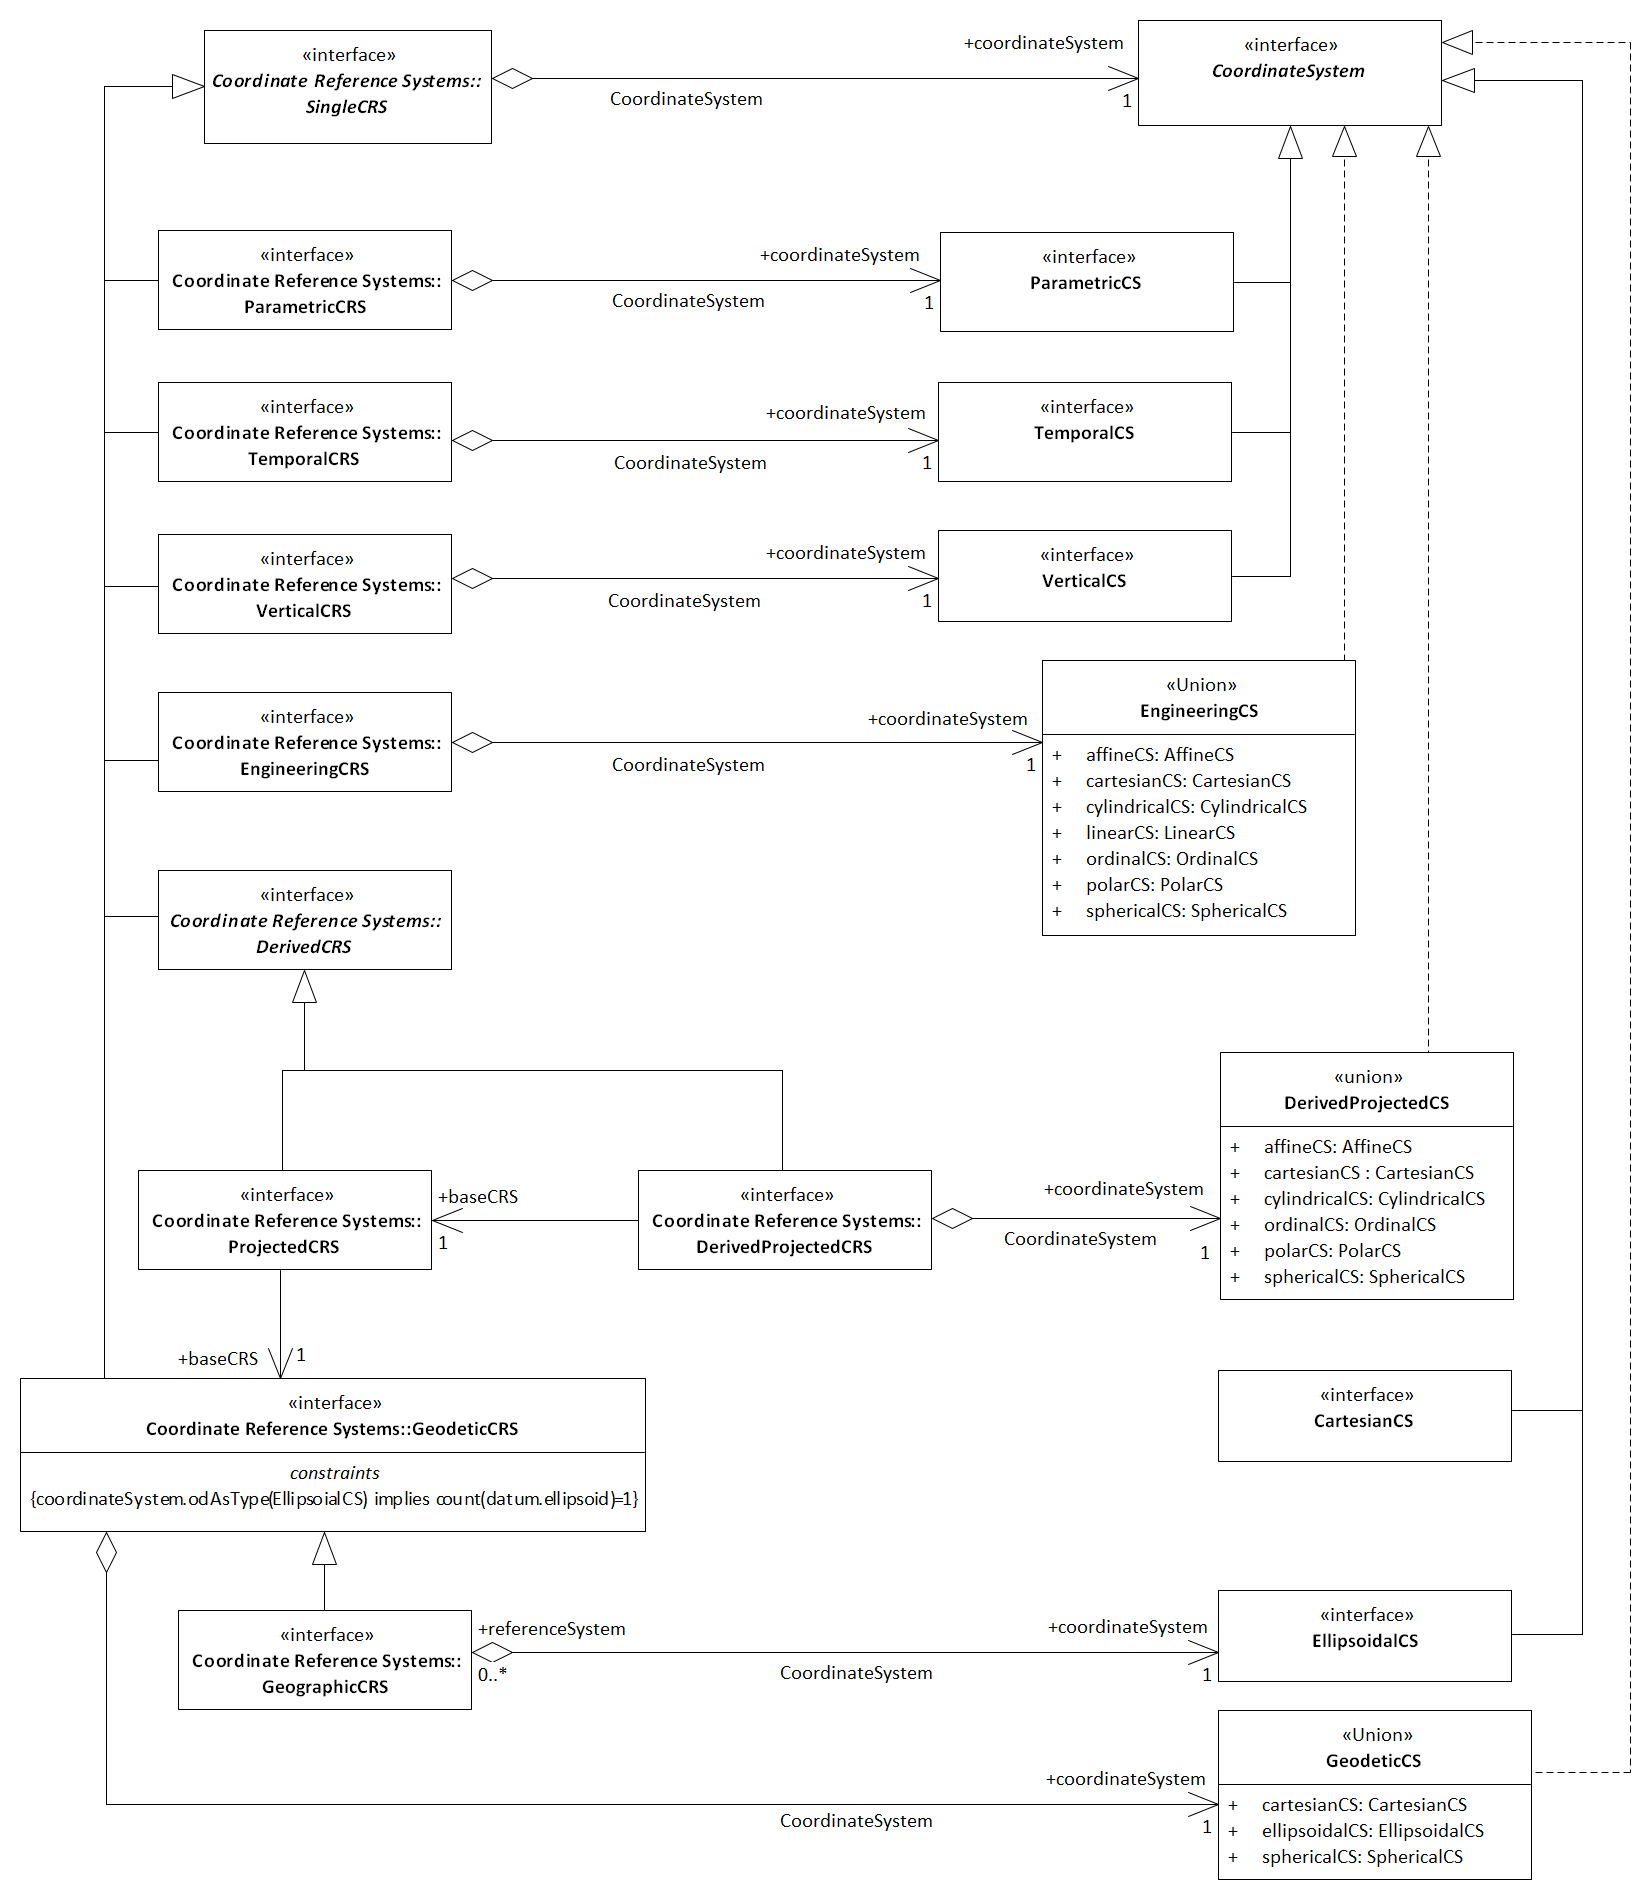 «interface»
Coordinate Reference Systems::
SingleCRS
+coordinateSystem
CoordinateSystem
1
«interface»
CoordinateSystem
«interface»
Coordinate Reference Systems::
ParametricCRS
+coordinateSystem
CoordinateSystem
1
«interface»
ParametricCS
«interface»
Coordinate Reference Systems::
TemporalCRS
+coordinateSystem
CoordinateSystem
1
«interface»
TemporalCS
«interface»
Coordinate Reference Systems::
VerticalCRS
+coordinateSystem
CoordinateSystem
1
«interface»
VerticalCS
«interface»
Coordinate Reference Systems::
EngineeringCRS
+coordinateSystem
CoordinateSystem
1
«Union»
EngineeringCS
+ affineCS: AffineCS
+ cartesianCS: CartesianCS
+ cylindricalCS: CylindricalCS
+ linearCS: LinearCS
+ ordinalCS: OrdinalCS
+ polarCS: PolarCS
+ sphericalCS: SphericalCS
«interface»
Coordinate Reference Systems::
DerivedCRS
«interface»
Coordinate Reference Systems::
ProjectedCRS
+baseCRS
1
«interface»
Coordinate Reference Systems::
DerivedProjectedCRS
+coordinateSystem
CoordinateSystem
1
«union»
DerivedProjectedCS
+ affineCS: AffineCS
+ cartesianCS : CartesianCS
+ cylindricalCS: CylindricalCS
+ ordinalCS: OrdinalCS
+ polarCS: PolarCS
+ sphericalCS: SphericalCS
+baseCRS
1
«interface»
Coordinate Reference Systems::GeodeticCRS
constraints
{coordinateSystem.odAsType(EllipsoialCS) implies count(datum.ellipsoid)=1}
«interface»
CartesianCS
«interface»
Coordinate Reference Systems::
GeographicCRS
+referenceSystem
0..*
+coordinateSystem
CoordinateSystem
1
«interface»
EllipsoidalCS
+coordinateSystem
CoordinateSystem
1
«Union»
GeodeticCS
+ cartesianCS: CartesianCS
+ ellipsoidalCS: EllipsoidalCS
+ sphericalCS: SphericalCS